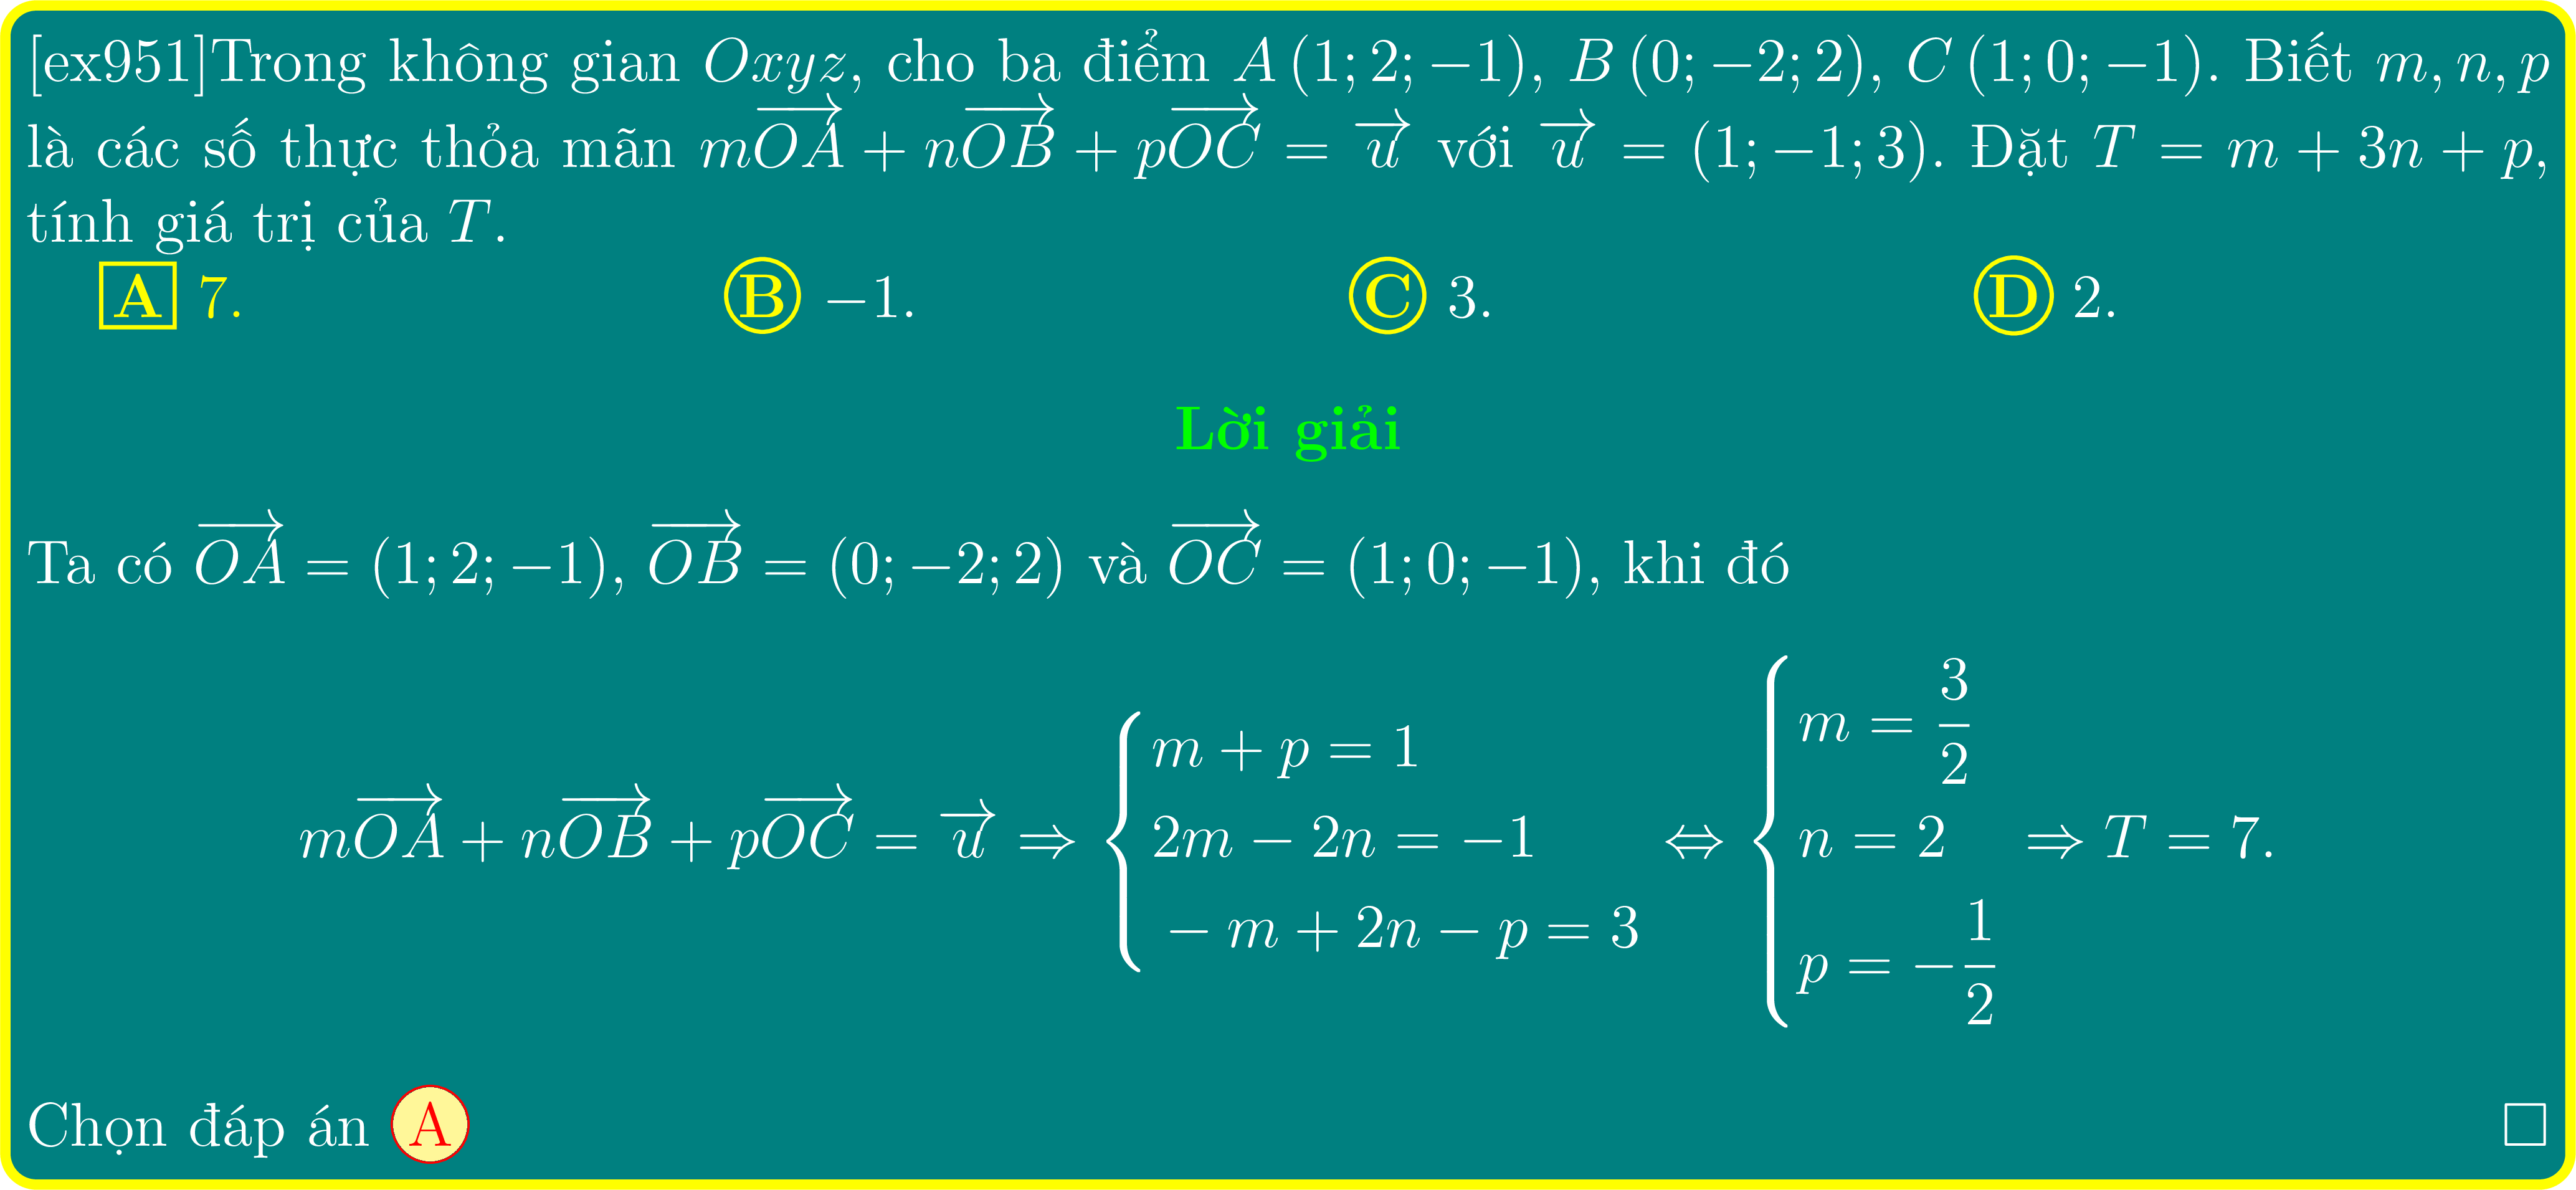 [ex951]Trong không gian Oxyz, cho ba điểm A (1; 2; −1), B (0; −2; 2), C (1; 0; −1). Biết m, n, p
là các số thực thỏa mãn m\overrightarrow{OA} + n\overrightarrow{OB} + p\overrightarrow{OC} = \overrightarrow{u} với \overrightarrow{u} = (1; −1; 3). Đặt T = m + 3n + p,
tính giá trị của T.
A 7. B −1. C 3. D 2.
Lời giải
Ta có \overrightarrow{OA} = (1; 2; −1), \overrightarrow{OB} = (0; −2; 2) và \overrightarrow{OC} = (1; 0; −1), khi đó
m\overrightarrow{OA} + n\overrightarrow{OB} + p\overrightarrow{OC} = \overrightarrow{u} ⇒ \begin{cases} m + p = 1 \\ 2m − 2n = −1 \\ − m + 2n − p = 3 \end{cases} ⇔ \begin{cases} m = \dfrac{3}{2} \\ n = 2 \\ p = −\dfrac{1}{2} \end{cases} ⇒ T = 7.
Chọn đáp án A □